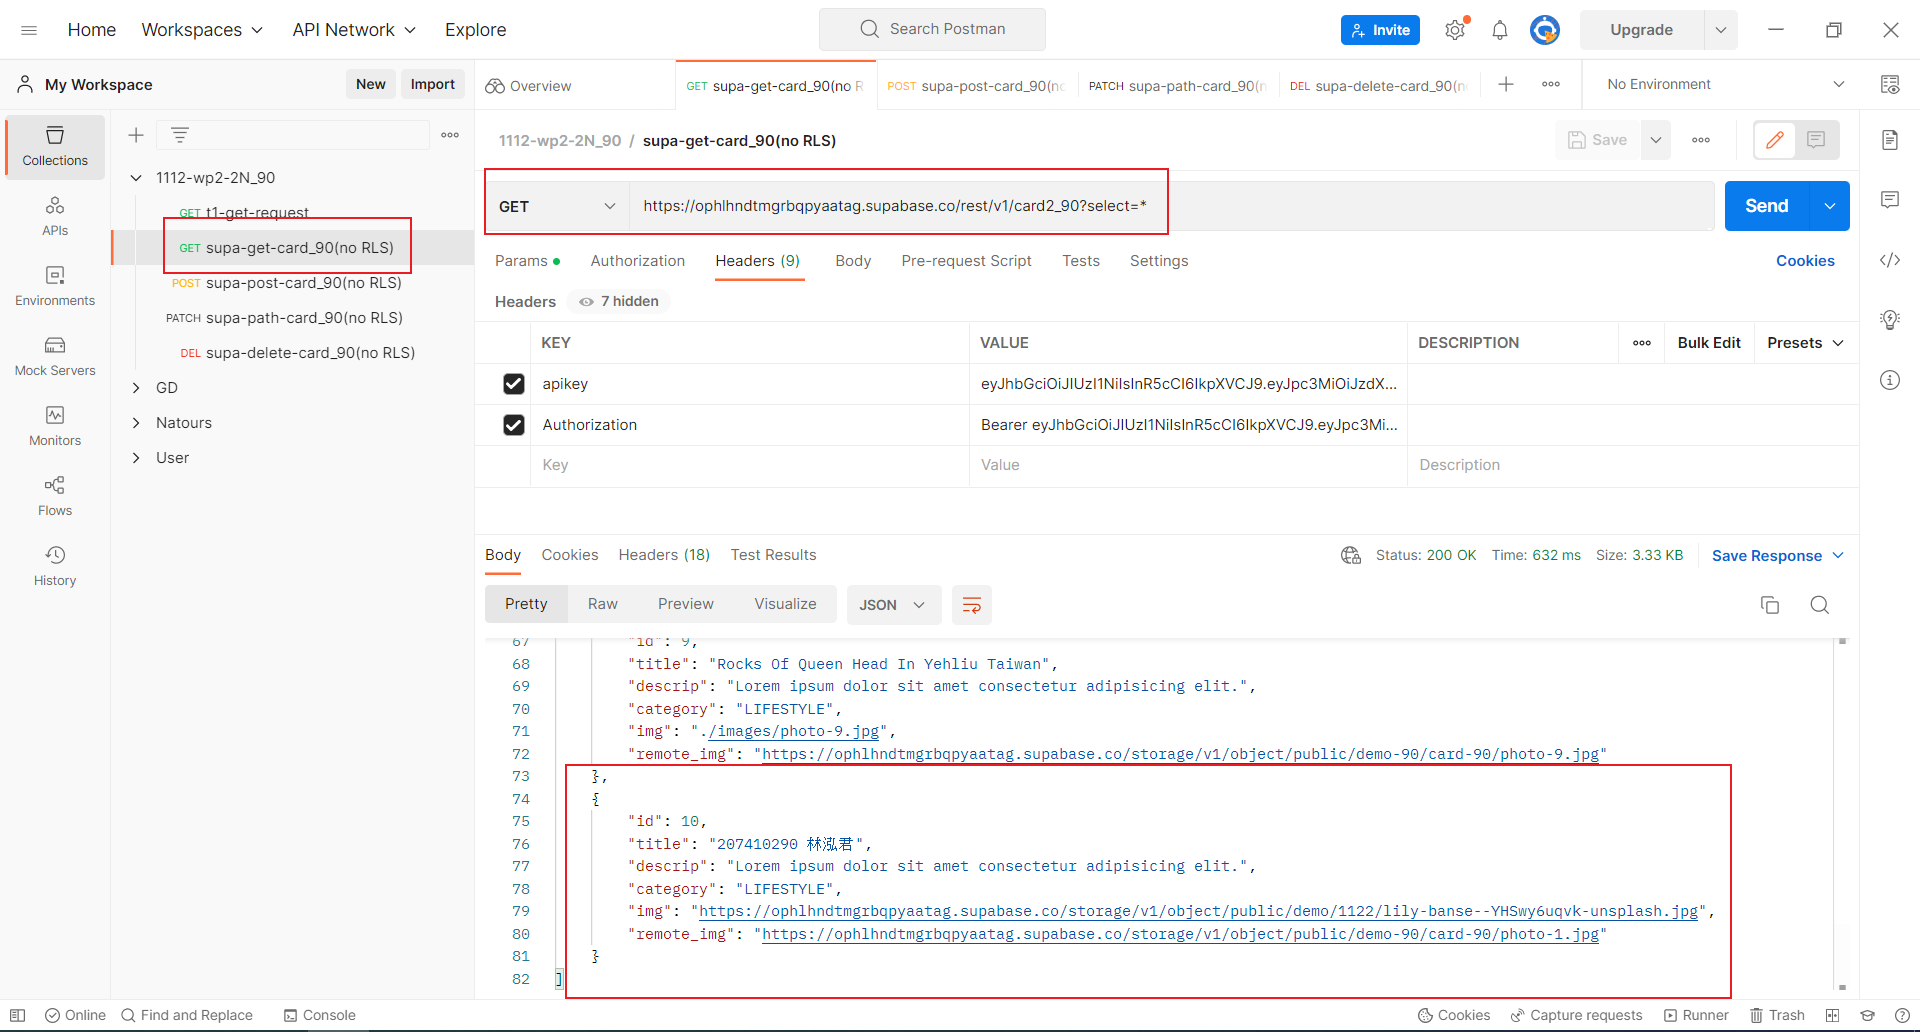 Home Workspaces API Network Explore Search Postman Invite Upgrade
My Workspace New Import Overview GET supa-get-card_90(no R POST supa-post-card_90(nc PATCH supa-path-card_90(n DEL supa-delete-card_90(n No Environment
1112-wp2-2N_90 / supa-get-card_90(no RLS) Save
Collections
APIs
Environments
Mock Servers
Monitors
Flows
History
1112-wp2-2N_90
GET t1-get-request
GET supa-get-card_90(no RLS)
POST supa-post-card_90(no RLS)
PATCH supa-path-card_90(no RLS)
DEL supa-delete-card_90(no RLS)
GD
Natours
User
GET https://ophlhndtmgrbqpyaatag.supabase.co/rest/v1/card2_90?select=* Send
Params Authorization Headers (9) Body Pre-request Script Tests Settings Cookies
Headers 7 hidden
KEY VALUE DESCRIPTION Bulk Edit Presets
apikey eyJhbGciOiJIUzI1NiIsInR5cCI6IkpXVCJ9.eyJpc3MiOiJzdX...
Authorization Bearer eyJhbGciOiJIUzI1NiIsInR5cCI6IkpXVCJ9.eyJpc3Mi...
Key Value Description
Body Cookies Headers (18) Test Results Status: 200 OK Time: 632 ms Size: 3.33 KB Save Response
Pretty Raw Preview Visualize JSON
67 "id": 9,
68 "title": "Rocks Of Queen Head In Yehliu Taiwan",
69 "descrip": "Lorem ipsum dolor sit amet consectetur adipisicing elit.",
70 "category": "LIFESTYLE",
71 "img": "./images/photo-9.jpg",
72 "remote_img": "https://ophlhndtmgrbqpyaatag.supabase.co/storage/v1/object/public/demo-90/card-90/photo-9.jpg"
73 },
74 {
75 "id": 10,
76 "title": "207410290 林泓君",
77 "descrip": "Lorem ipsum dolor sit amet consectetur adipisicing elit.",
78 "category": "LIFESTYLE",
79 "img": "https://ophlhndtmgrbqpyaatag.supabase.co/storage/v1/object/public/demo/1122/lily-banse--YHSwy6uqvk-unsplash.jpg",
80 "remote_img": "https://ophlhndtmgrbqpyaatag.supabase.co/storage/v1/object/public/demo-90/card-90/photo-1.jpg"
81 }
82 ]
Online Find and Replace Console Cookies Capture requests Runner Trash